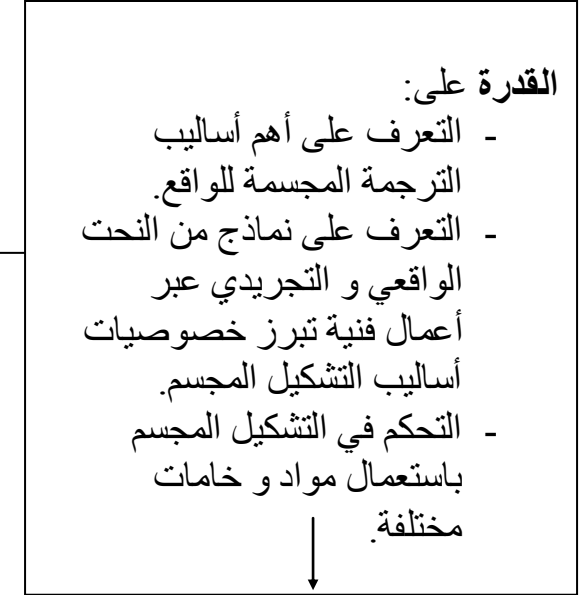 القدرة على:
- التعرف على أهم أساليب
الترجمة المجسمة للواقع.
- التعرف على نماذج من النحت
الواقعي و التجريدي عبر
أعمال فنية تبرز خصوصيات
أساليب التشكيل المجسم.
- التحكم في التشكيل المجسم
باستعمال مواد و خامات
مختلفة.